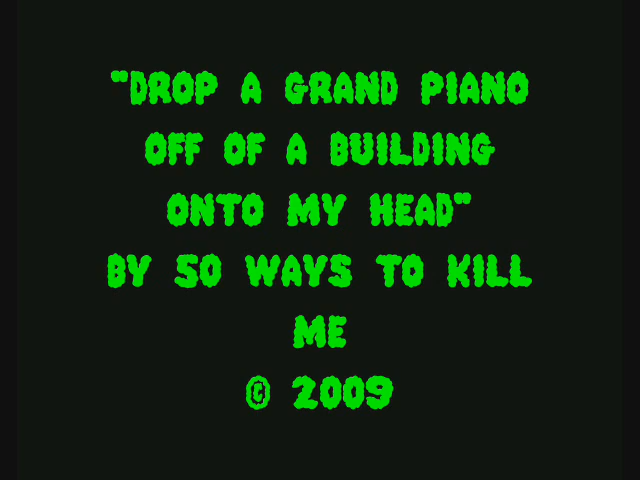 "DROP A GRAND PIANO
OFF OF A BUILDING
ONTO MY HEAD"
BY 50 WAYS TO KILL
ME
© 2009